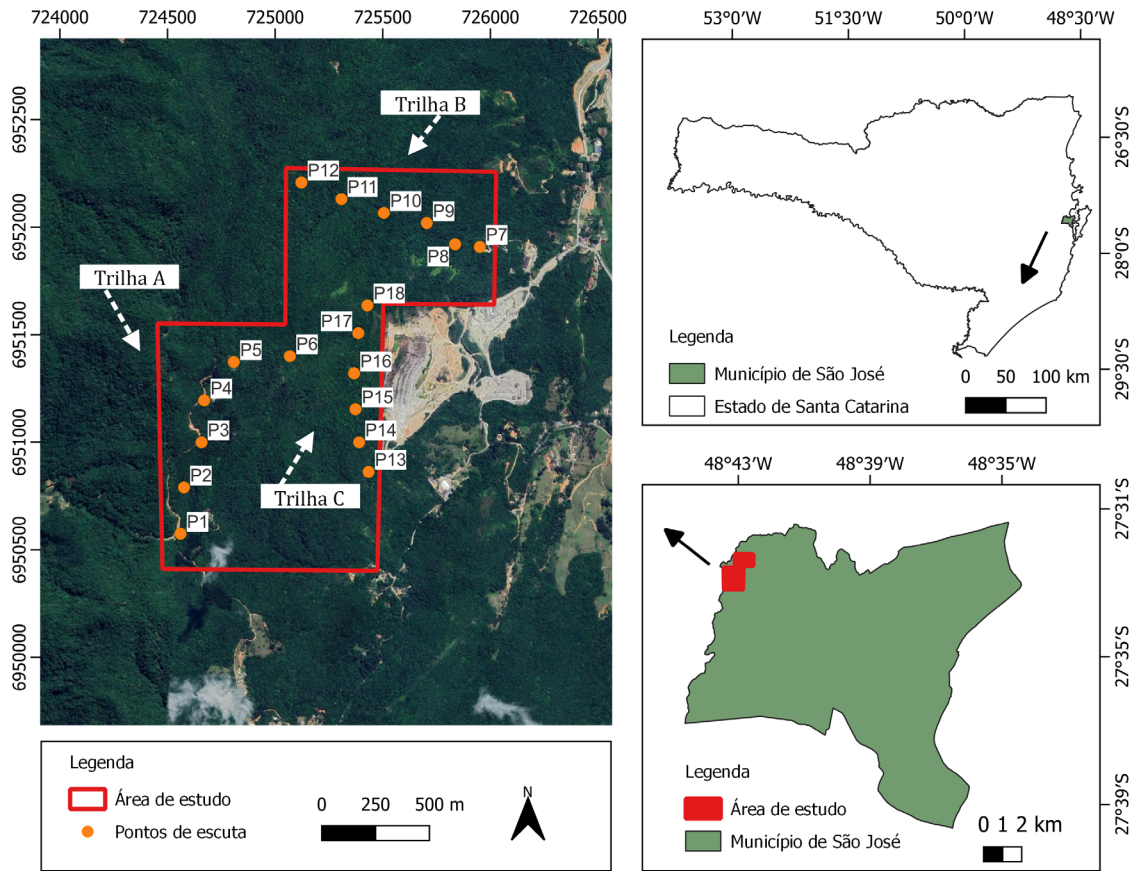 724000 724500 725000 725500 726000 726500
6952500
6952000
6951500
6951000
6950500
6950000
Trilha B
Trilha A
Trilha C
P12
P11
P10
P9
P7
P8
P18
P17
P6
P5
P16
P4
P15
P3
P14
P13
P2
P1
Legenda
Área de estudo
Pontos de escuta
0 250 500 m
N
53°0'W 51°30'W 50°0'W 48°30'W
26°30'S
28°0'S
29°30'S
Legenda
Município de São José
Estado de Santa Catarina
0 50 100 km
48°43'W 48°39'W 48°35'W
27°31'S
27°35'S
27°39'S
Legenda
Área de estudo
Município de São José
0 1 2 km